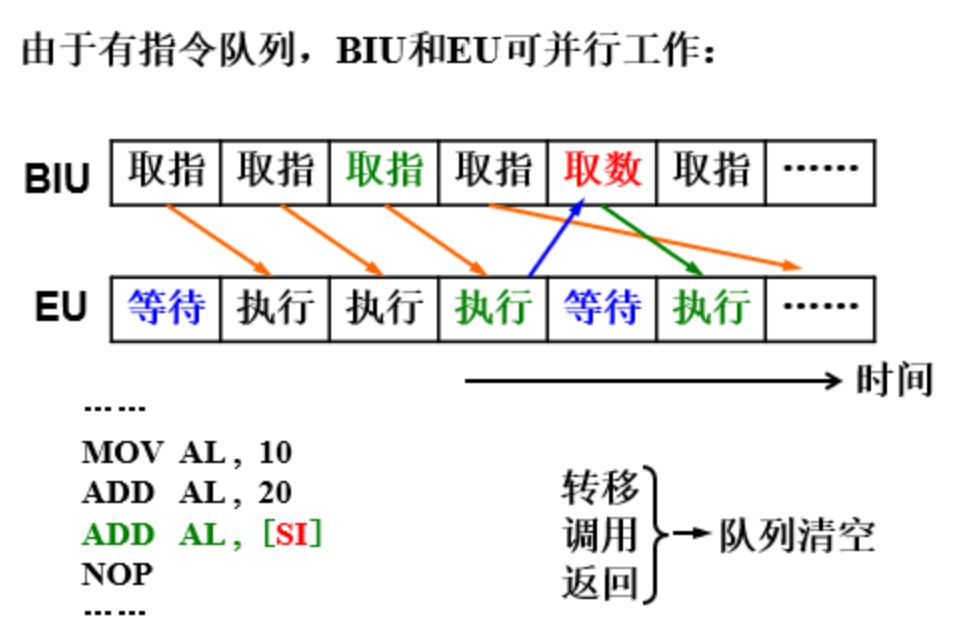 由于有指令队列，BIU和EU可并行工作：
BIU 取指 取指 取指 取指 取数 取指 ……
EU 等待 执行 执行 执行 等待 执行 ……
时间
……
MOV AL, 10
ADD AL, 20
ADD AL, [SI]
NOP
……
转移
调用
返回
队列清空